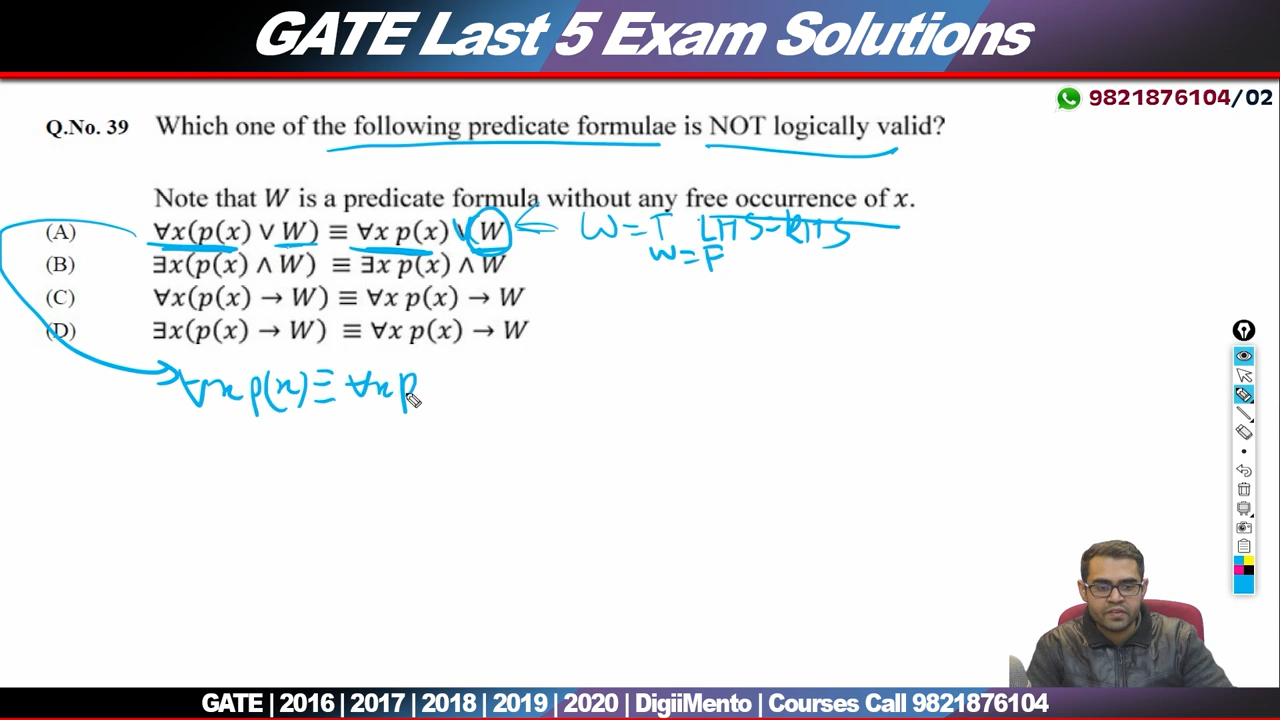 GATE Last 5 Exam Solutions
9821876104/02
Q.No. 39 Which one of the following predicate formulae is NOT logically valid?
Note that W is a predicate formula without any free occurrence of x.
(A) ∀x(p(x) ∨ W) ≡ ∀x p(x) ∨ W
W = T LHS = RHS
W = F
(B) ∃x(p(x) ∧ W) ≡ ∃x p(x) ∧ W
(C) ∀x(p(x) → W) ≡ ∀x p(x) → W
(D) ∃x(p(x) → W) ≡ ∀x p(x) → W
∀x p(x) ≡ ∀x p
GATE | 2016 | 2017 | 2018 | 2019 | 2020 | DigiiMento | Courses Call 9821876104